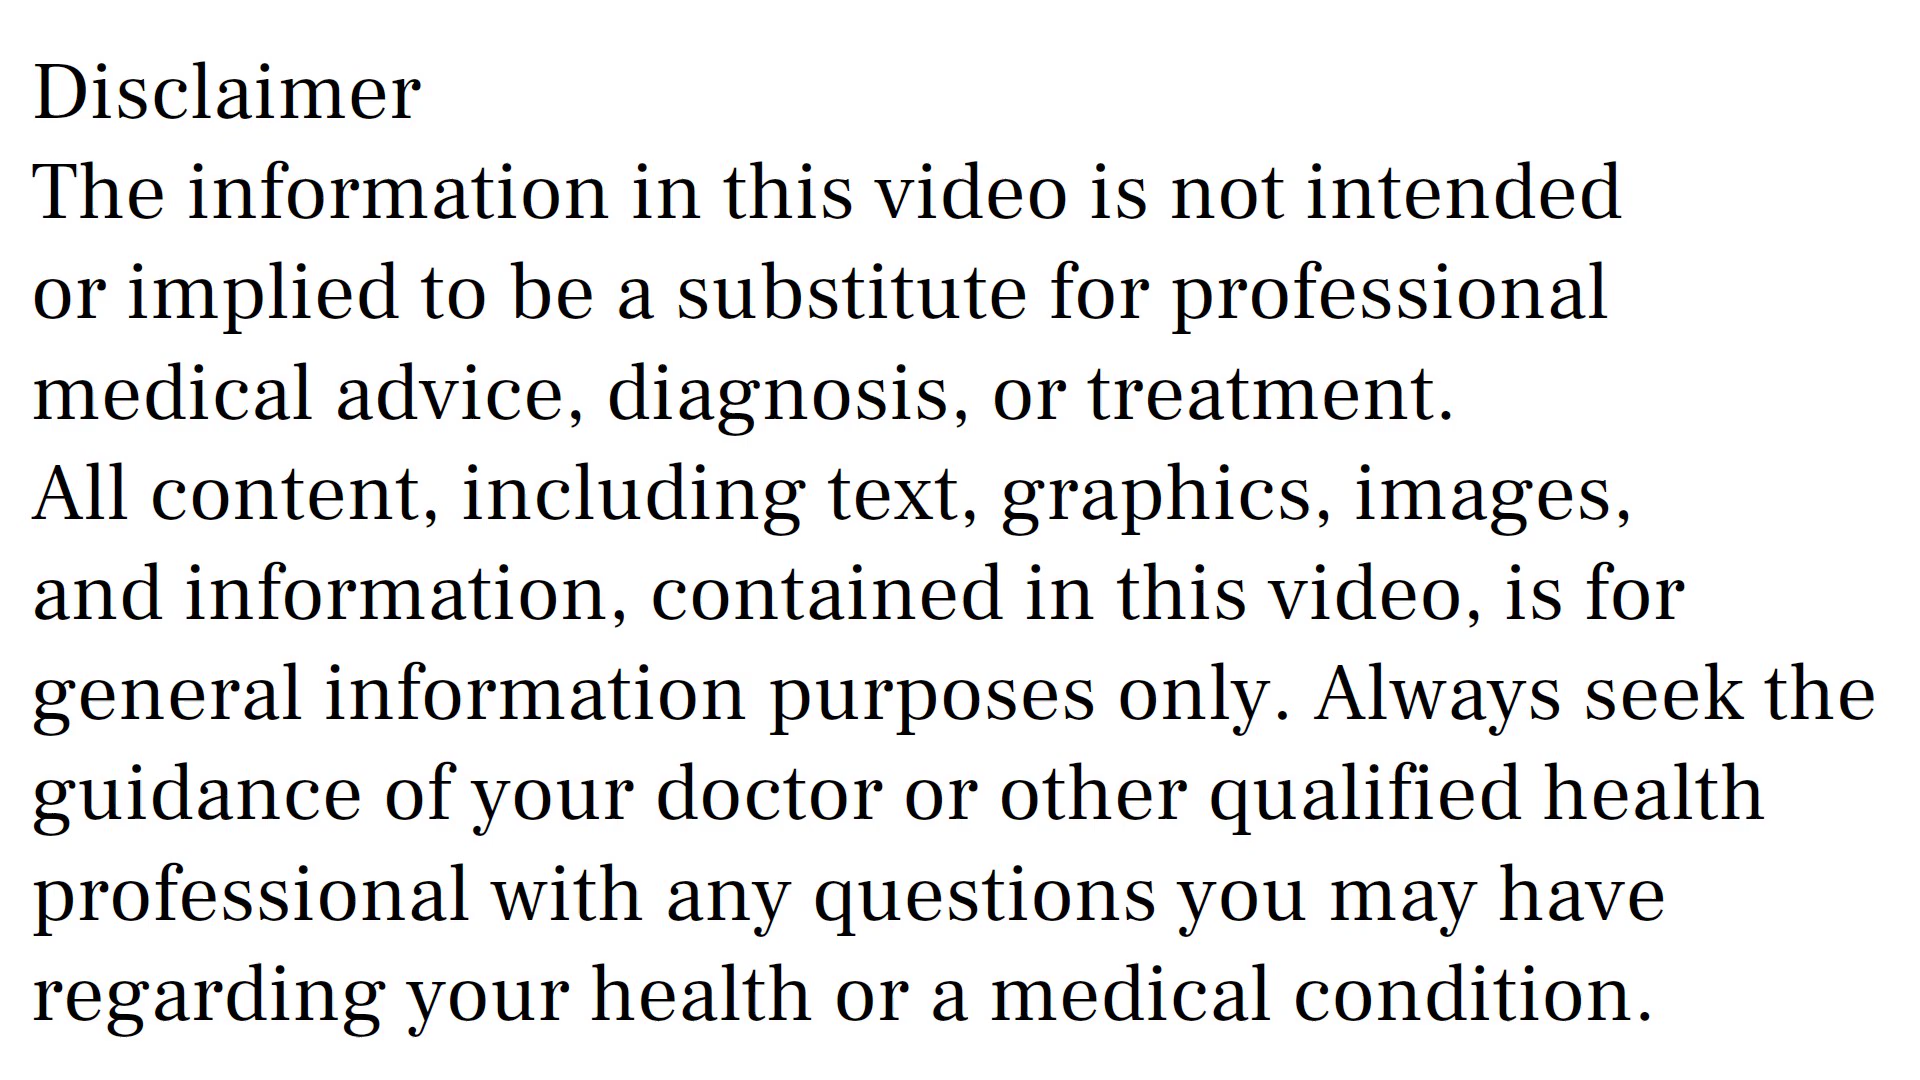 Disclaimer
The information in this video is not intended
or implied to be a substitute for professional
medical advice, diagnosis, or treatment.
All content, including text, graphics, images,
and information, contained in this video, is for
general information purposes only. Always seek the
guidance of your doctor or other qualified health
professional with any questions you may have
regarding your health or a medical condition.